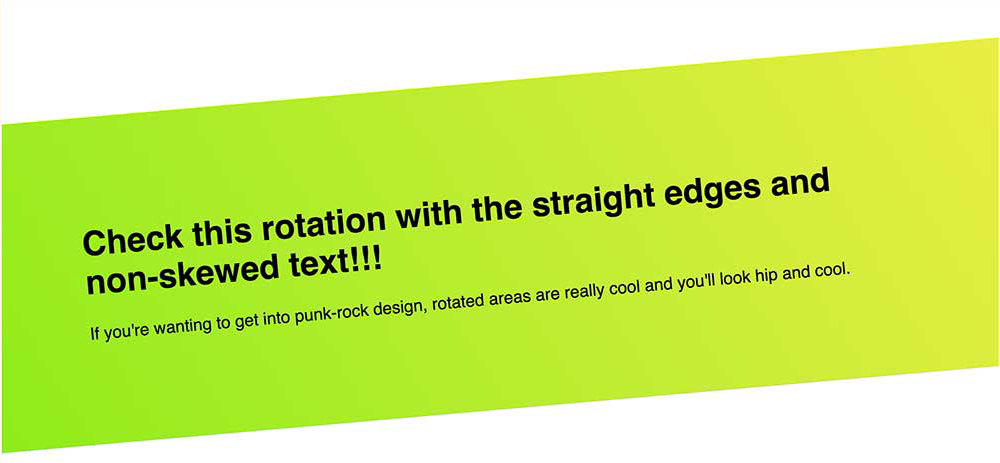 Check this rotation with the straight edges and
non-skewed text!!!
If you're wanting to get into punk-rock design, rotated areas are really cool and you'll look hip and cool.